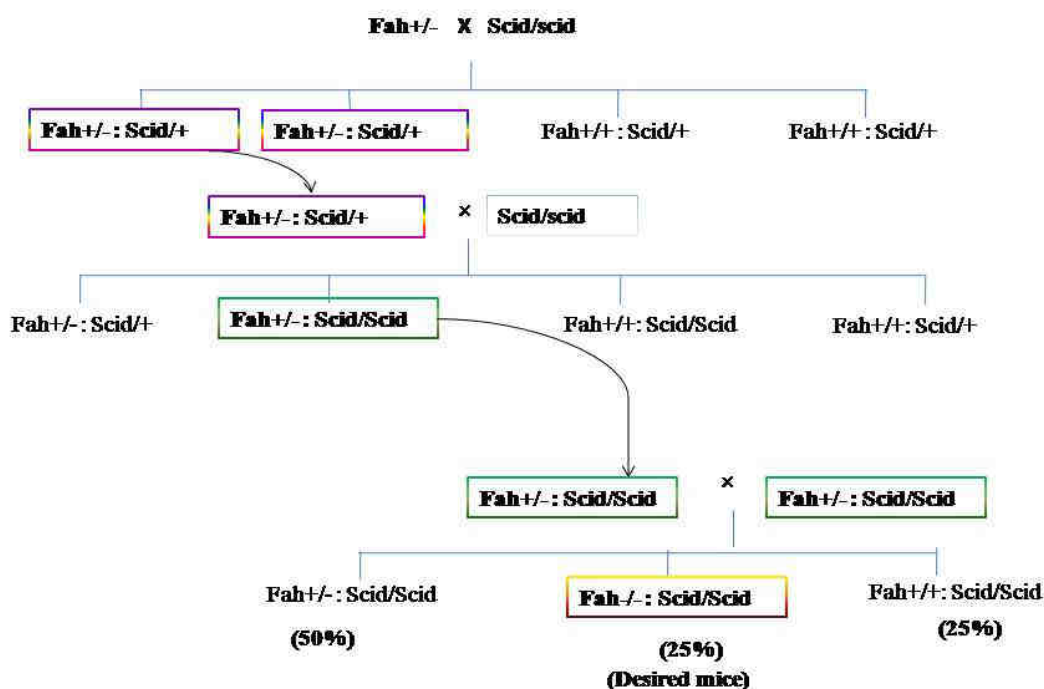 Fah+/- X Scid/scid
Fah+/-: Scid/+ Fah+/-: Scid/+ Fah+/+: Scid/+ Fah+/+: Scid/+
Fah+/-: Scid/+ × Scid/scid
Fah+/-: Scid/+ Fah+/-: Scid/Scid Fah+/+: Scid/Scid Fah+/+: Scid/+
Fah+/-: Scid/Scid × Fah+/-: Scid/Scid
Fah+/-: Scid/Scid Fah-/-: Scid/Scid Fah+/+: Scid/Scid
(50%) (25%) (25%)
(Desired mice)